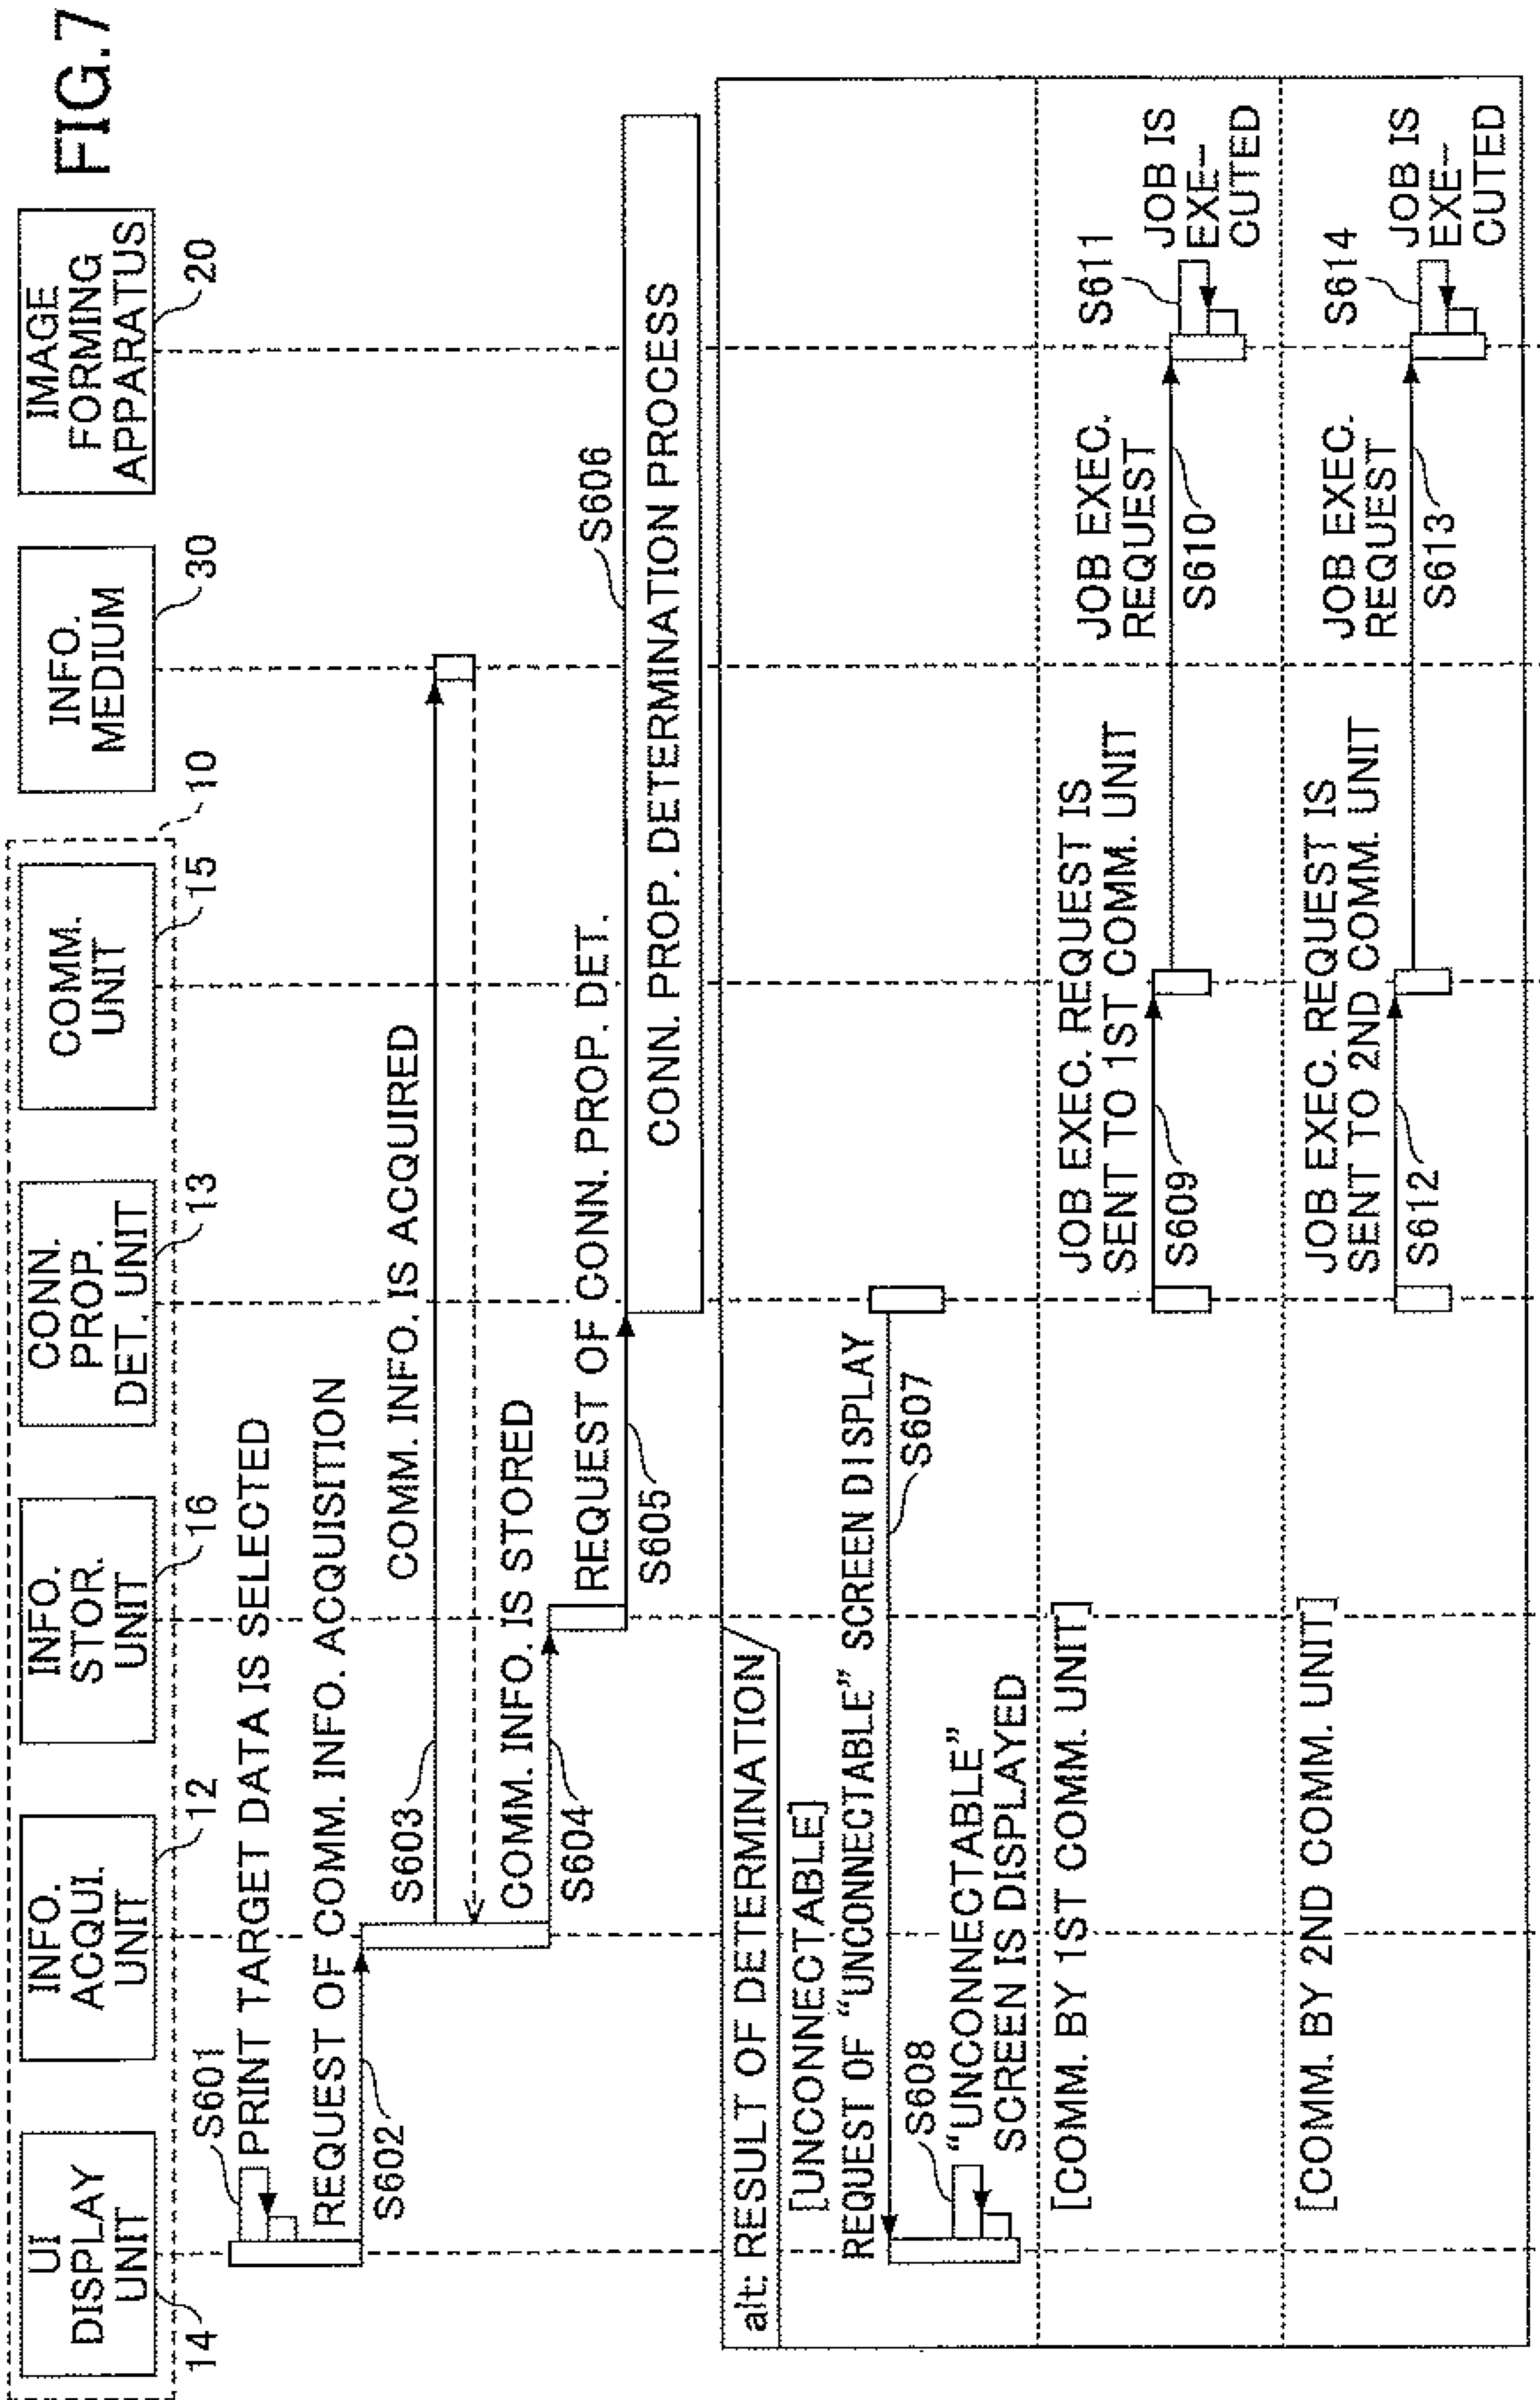 FIG.7
UI
DISPLAY
UNIT
14
INFO.
ACQUI.
UNIT
12
INFO.
STOR.
UNIT
16
CONN.
PROP.
DET. UNIT
13
COMM.
UNIT
15
10
INFO.
MEDIUM
30
IMAGE
FORMING
APPARATUS
20
S601
PRINT TARGET DATA IS SELECTED
REQUEST OF COMM. INFO. ACQUISITION
S602
COMM. INFO. IS ACQUIRED
S603
COMM. INFO. IS STORED
S604
REQUEST OF CONN. PROP. DET.
S605
S606
CONN. PROP. DETERMINATION PROCESS
alt: RESULT OF DETERMINATION
[UNCONNECTABLE]
REQUEST OF "UNCONNECTABLE" SCREEN DISPLAY
S607
S608
"UNCONNECTABLE"
SCREEN IS DISPLAYED
[COMM. BY 1ST COMM. UNIT]
JOB EXEC. REQUEST IS
SENT TO 1ST COMM. UNIT
S609
JOB EXEC.
REQUEST
S610
S611
JOB IS
EXE-
CUTED
[COMM. BY 2ND COMM. UNIT]
JOB EXEC. REQUEST IS
SENT TO 2ND COMM. UNIT
S612
JOB EXEC.
REQUEST
S613
S614
JOB IS
EXE-
CUTED